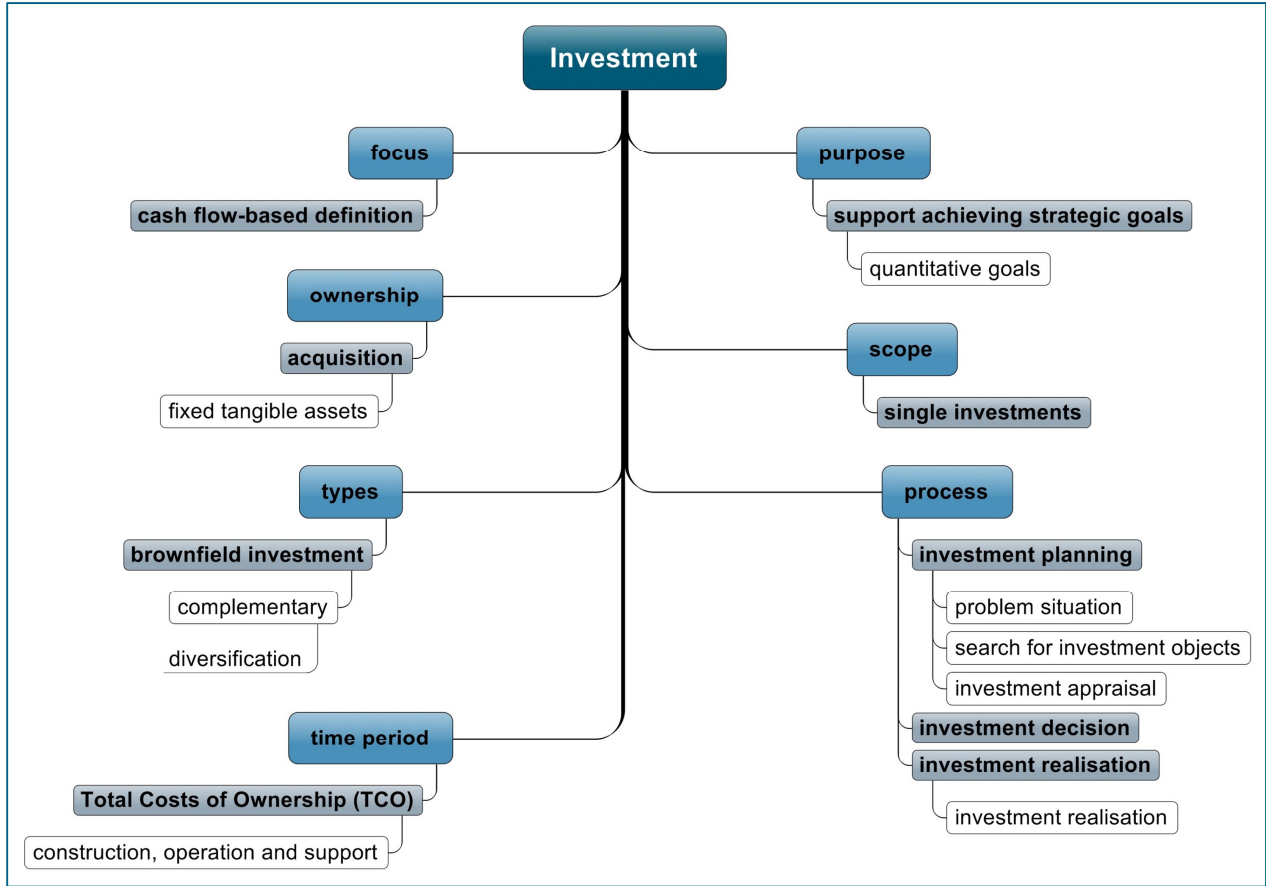 Investment
focus
cash flow-based definition
ownership
acquisition
fixed tangible assets
types
brownfield investment
complementary
diversification
time period
Total Costs of Ownership (TCO)
construction, operation and support
purpose
support achieving strategic goals
quantitative goals
scope
single investments
process
investment planning
problem situation
search for investment objects
investment appraisal
investment decision
investment realisation
investment realisation